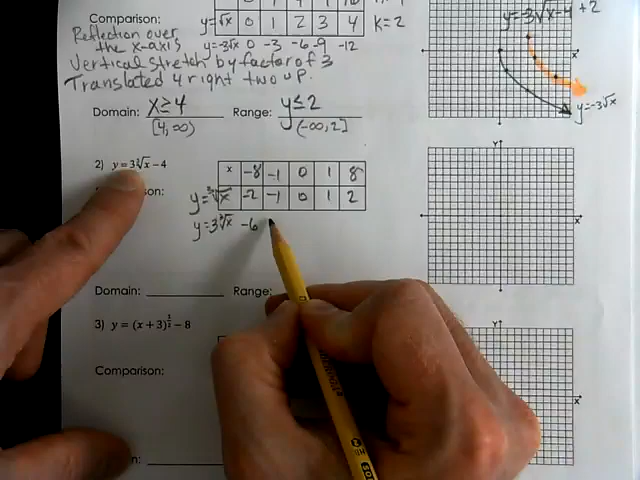 Comparison:
y=√x 0 1 2 3 4 K=2
Reflection over
the x-axis
y=-3√x 0 -3 -6 -9 -12
Vertical stretch by factor of 3
Translated 4 right two up.
y=-3√x-4 +2
x
y=-3√x
Domain: x≥4 Range: y≤2
[4,∞) (-∞,2]
2) y = 3∛x − 4
x -8 -1 0 1 8
y=∛x -2 -1 0 1 2
y=3∛x -6
Y
X
Domain: Range:
3) y = (x + 3)^{1/3} − 8
Comparison:
Y
X